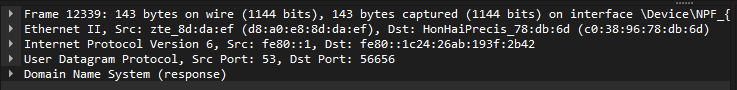 Frame 12339: 143 bytes on wire (1144 bits), 143 bytes captured (1144 bits) on interface \Device\NPF_{
Ethernet II, Src: zte_8d:da:ef (d8:a0:e8:8d:da:ef), Dst: HonHaiPrecis_78:db:6d (c0:38:96:78:db:6d)
Internet Protocol Version 6, Src: fe80::1, Dst: fe80::1c24:26ab:193f:2b42
User Datagram Protocol, Src Port: 53, Dst Port: 56656
Domain Name System (response)